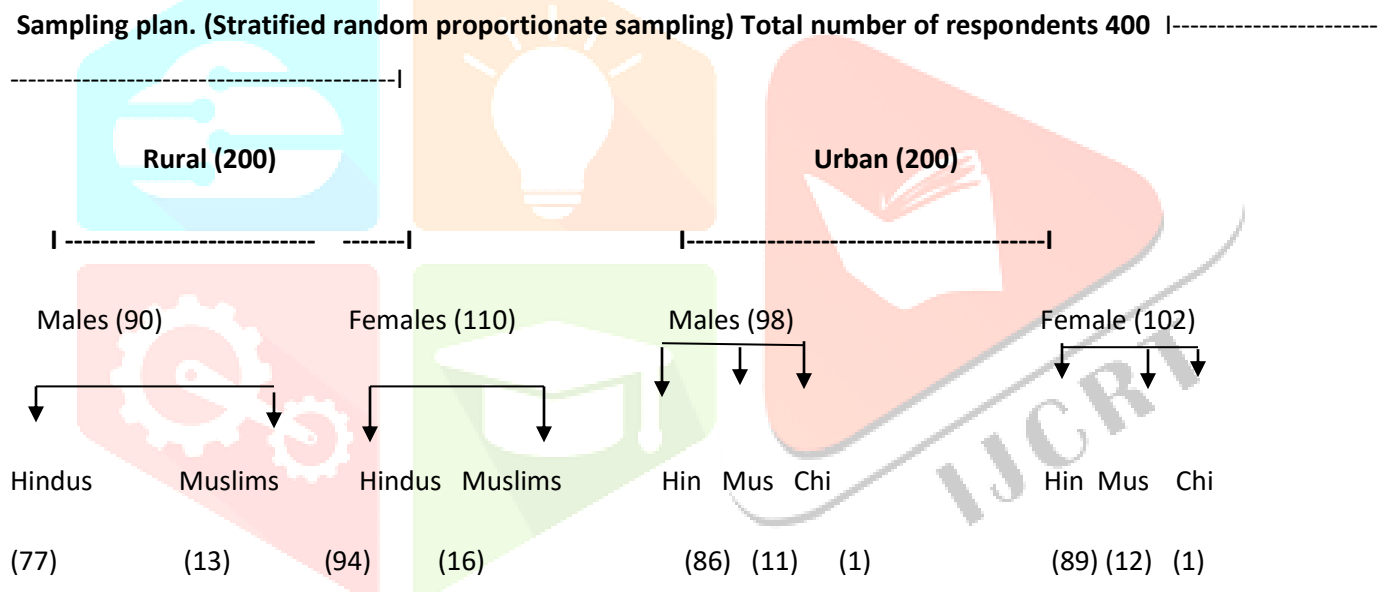 Sampling plan. (Stratified random proportionate sampling) Total number of respondents 400 I--------------------
-------------------------------------------I
Rural (200) Urban (200)
I ---------------------------- -------I I----------------------------------------I
Males (90) Females (110) Males (98) Female (102)
Hindus Muslims Hindus Muslims Hin Mus Chi Hin Mus Chi
(77) (13) (94) (16) (86) (11) (1) (89) (12) (1)
IJCRT